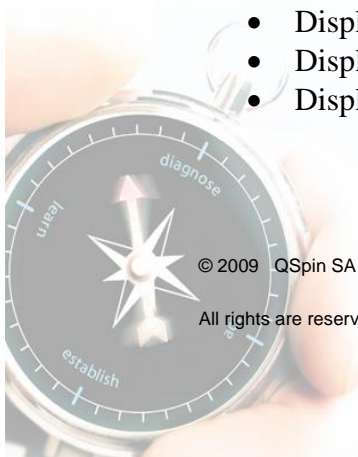 • Displ
• Displ
• Displ
diagnose
learn
© 2009 QSpin SA
All rights are reserv
establish